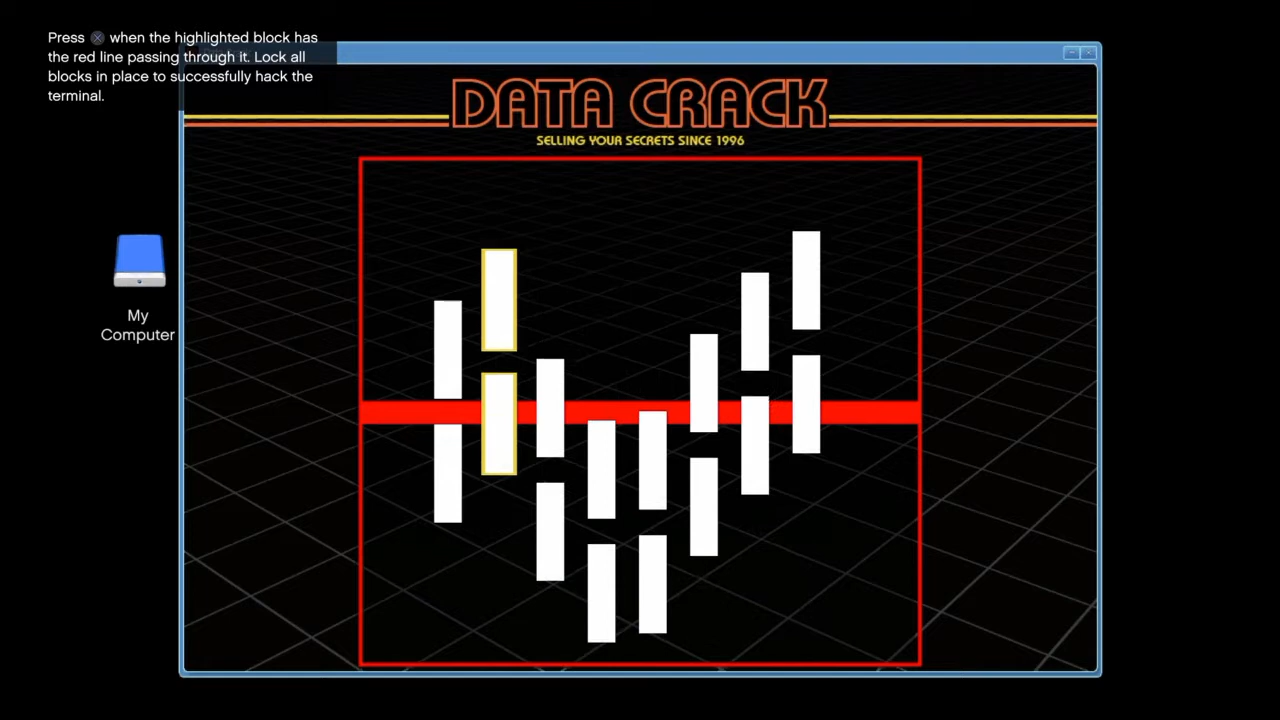 Press ⓧ when the highlighted block has
the red line passing through it. Lock all
blocks in place to successfully hack the
terminal.
DATA CRACK
SELLING YOUR SECRETS SINCE 1996
My
Computer